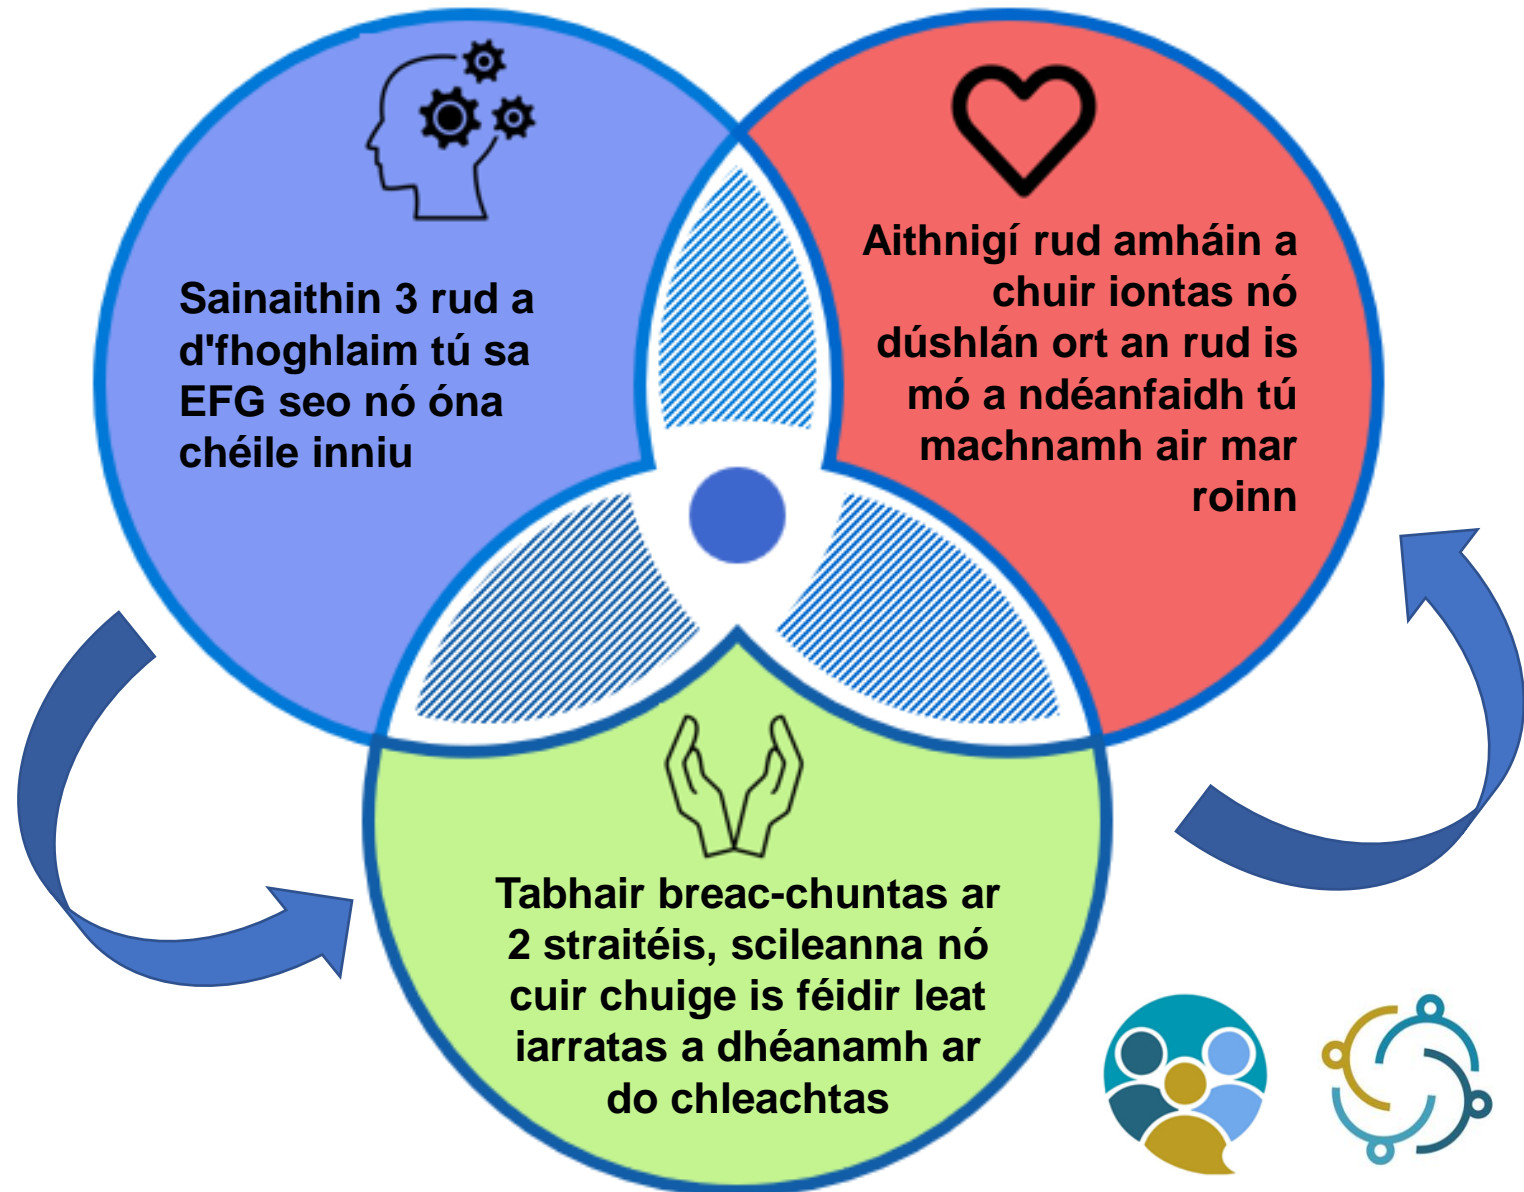 Sainaithin 3 rud a
d'fhoghlaim tú sa
EFG seo nó óna
chéile inniu
Aithnigí rud amháin a
chuir iontas nó
dúshlán ort an rud is
mó a ndéanfaidh tú
machnamh air mar
roinn
Tabhair breac-chuntas ar
2 straitéis, scileanna nó
cuir chuige is féidir leat
iarratas a dhéanamh ar
do chleachtas